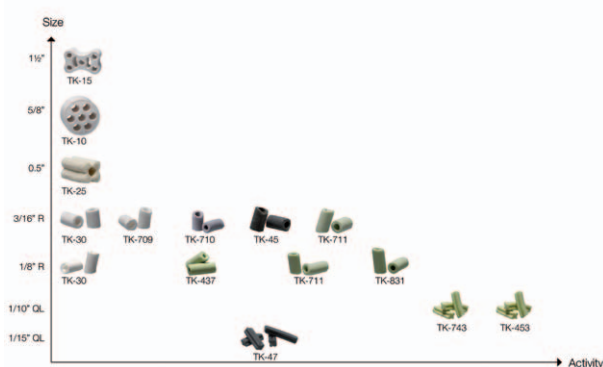 Size
1½"
TK-15
5/8"
TK-10
0.5"
TK-25
3/16" R
TK-30 TK-709 TK-710 TK-45 TK-711
1/8" R
TK-30 TK-437 TK-711 TK-831
1/10" QL
TK-743 TK-453
1/15" QL
TK-47
Activity